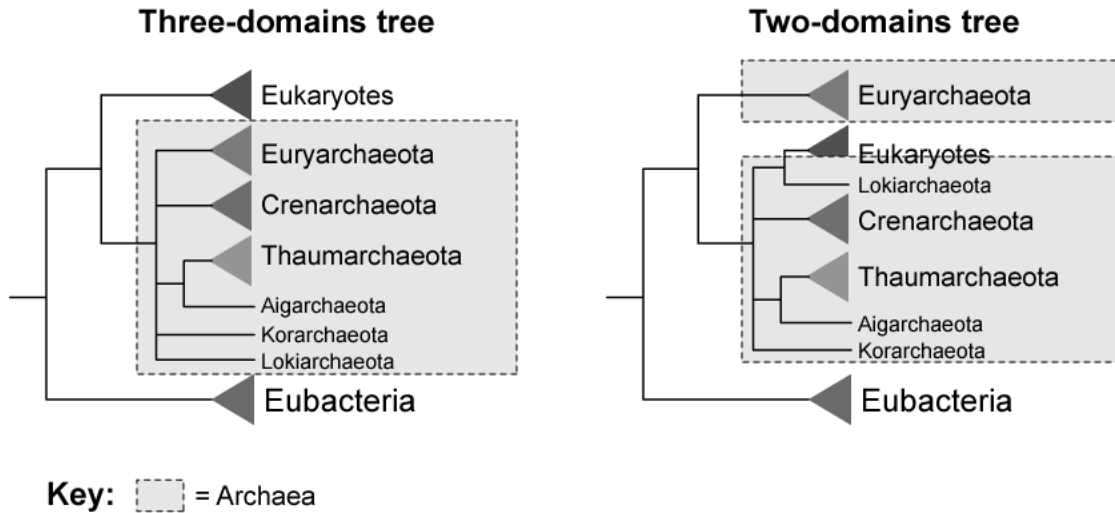 Three-domains tree
Eukaryotes
Euryarchaeota
Crenarchaeota
Thaumarchaeota
Aigarchaeota
Korarchaeota
Lokiarchaeota
Eubacteria
Two-domains tree
Euryarchaeota
Eukaryotes
Lokiarchaeota
Crenarchaeota
Thaumarchaeota
Aigarchaeota
Korarchaeota
Eubacteria
Key: = Archaea